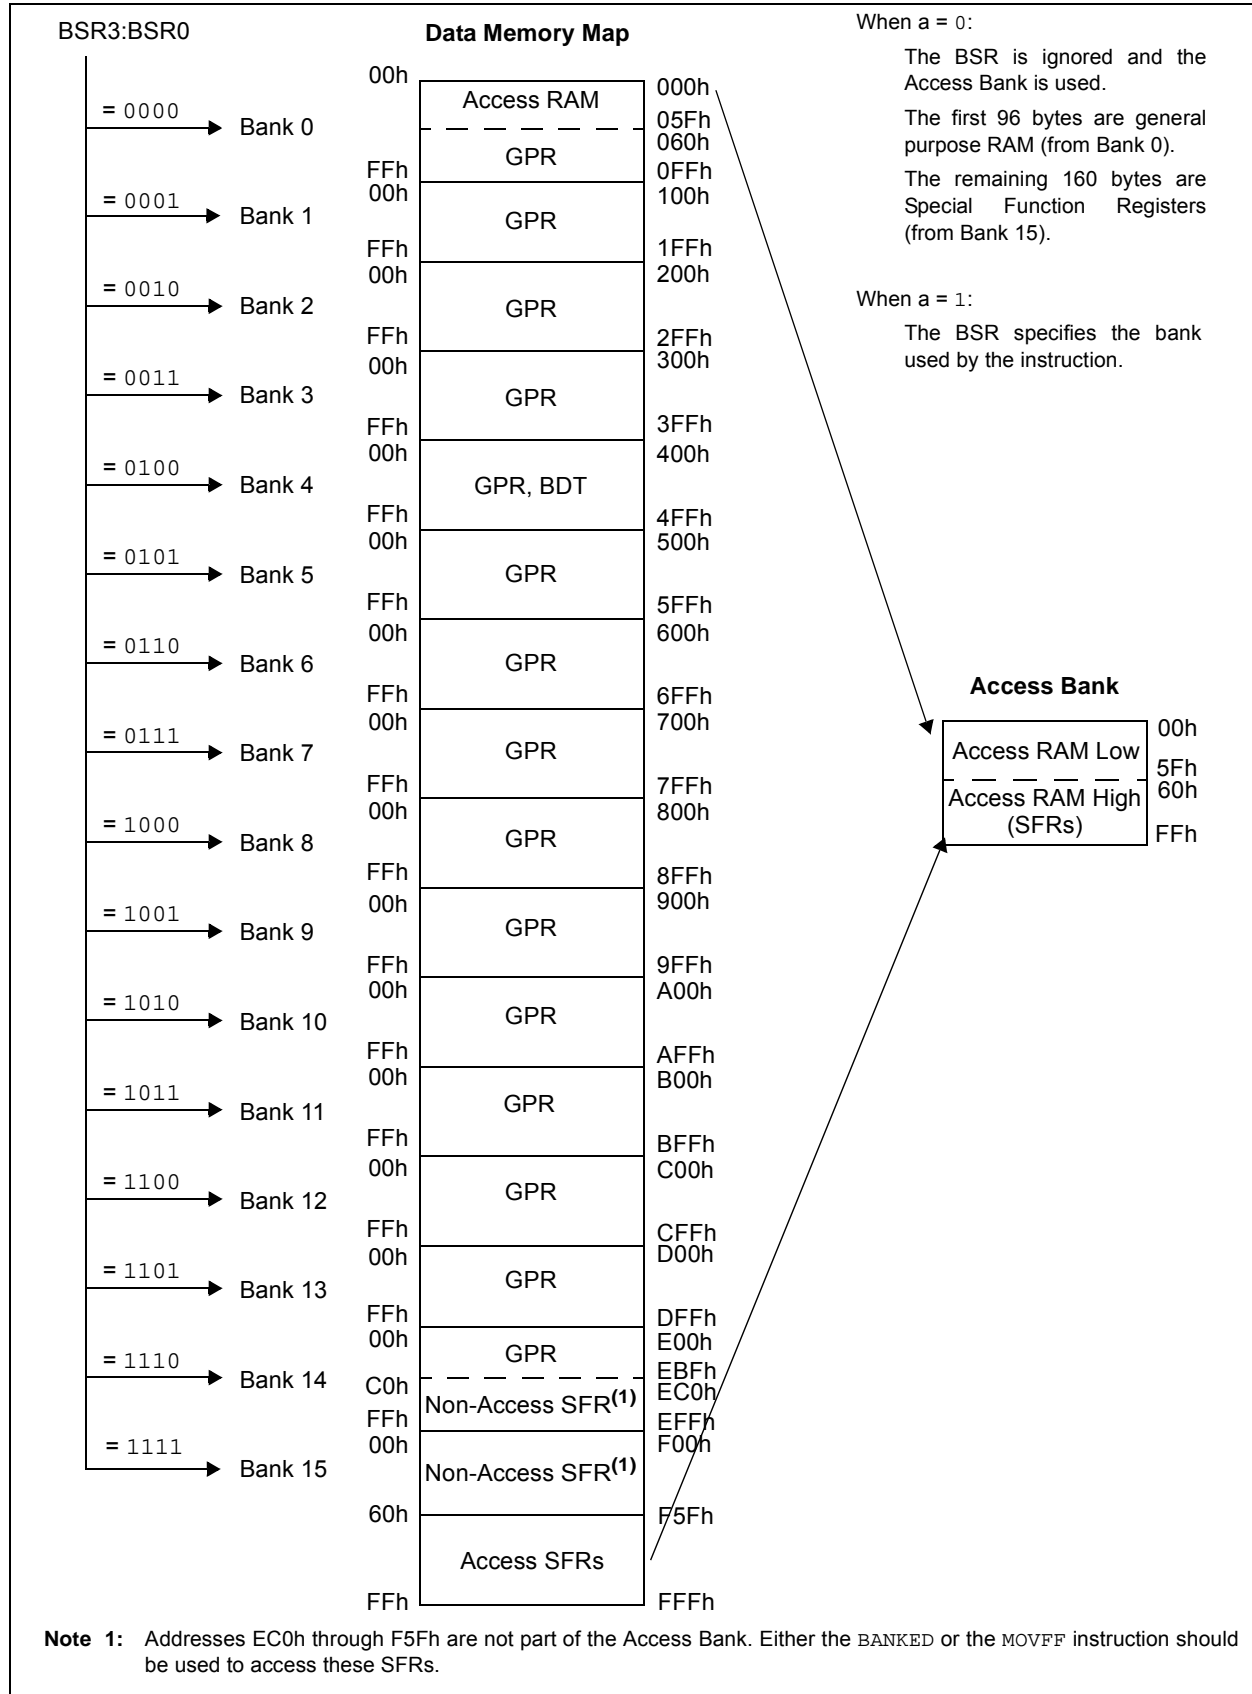 BSR3:BSR0
Data Memory Map
When a = 0:
The BSR is ignored and the
Access Bank is used.
The first 96 bytes are general
purpose RAM (from Bank 0).
The remaining 160 bytes are
Special Function Registers
(from Bank 15).
When a = 1:
The BSR specifies the bank
used by the instruction.
= 0000
Bank 0
00h
Access RAM
000h
05Fh
060h
GPR
FFh
0FFh
= 0001
Bank 1
00h
100h
GPR
FFh
1FFh
= 0010
Bank 2
00h
200h
GPR
FFh
2FFh
= 0011
Bank 3
00h
300h
GPR
FFh
3FFh
= 0100
Bank 4
00h
400h
GPR, BDT
FFh
4FFh
= 0101
Bank 5
00h
500h
GPR
FFh
5FFh
= 0110
Bank 6
00h
600h
GPR
FFh
6FFh
= 0111
Bank 7
00h
700h
GPR
FFh
7FFh
= 1000
Bank 8
00h
800h
GPR
FFh
8FFh
= 1001
Bank 9
00h
900h
GPR
FFh
9FFh
= 1010
Bank 10
00h
A00h
GPR
FFh
AFFh
= 1011
Bank 11
00h
B00h
GPR
FFh
BFFh
= 1100
Bank 12
00h
C00h
GPR
FFh
CFFh
= 1101
Bank 13
00h
D00h
GPR
FFh
DFFh
= 1110
Bank 14
00h
E00h
GPR
EBFh
C0h
EC0h
Non-Access SFR(1)
FFh
EFFh
= 1111
Bank 15
00h
F00h
Non-Access SFR(1)
60h
F5Fh
Access SFRs
FFh
FFFh
Access Bank
00h
Access RAM Low
5Fh
60h
Access RAM High
(SFRs)
FFh
Note 1: Addresses EC0h through F5Fh are not part of the Access Bank. Either the BANKED or the MOVFF instruction should
be used to access these SFRs.